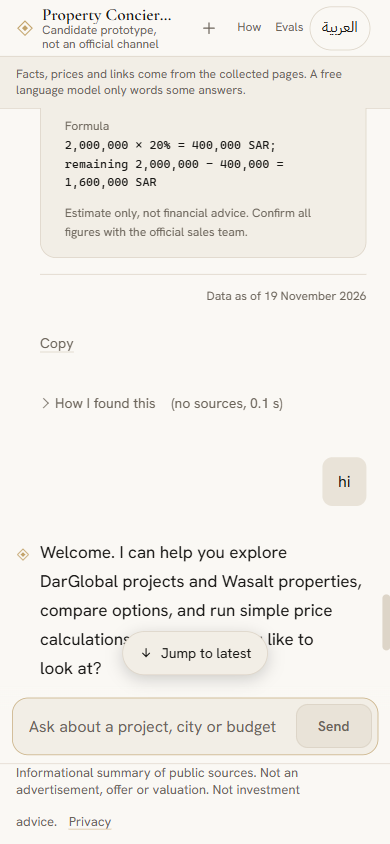 Property Concier...
Candidate prototype,
not an official channel
+
How
Evals
العربية
Facts, prices and links come from the collected pages. A free
language model only words some answers.
Formula
2,000,000 × 20% = 400,000 SAR;
remaining 2,000,000 − 400,000 =
1,600,000 SAR
Estimate only, not financial advice. Confirm all
figures with the official sales team.
Data as of 19 November 2026
Copy
How I found this (no sources, 0.1 s)
hi
Welcome. I can help you explore
DarGlobal projects and Wasalt properties,
compare options, and run simple price
calculations like to
look at?
↓ Jump to latest
Ask about a project, city or budget
Send
Informational summary of public sources. Not an
advertisement, offer or valuation. Not investment
advice. Privacy